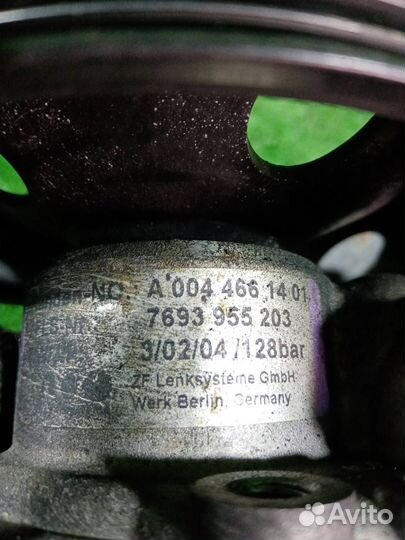 A 004 466 14 01
7693 955 203
3/02/04 /128bar
ZF Lenksysteme GmbH
Werk Berlin, Germany
Avito